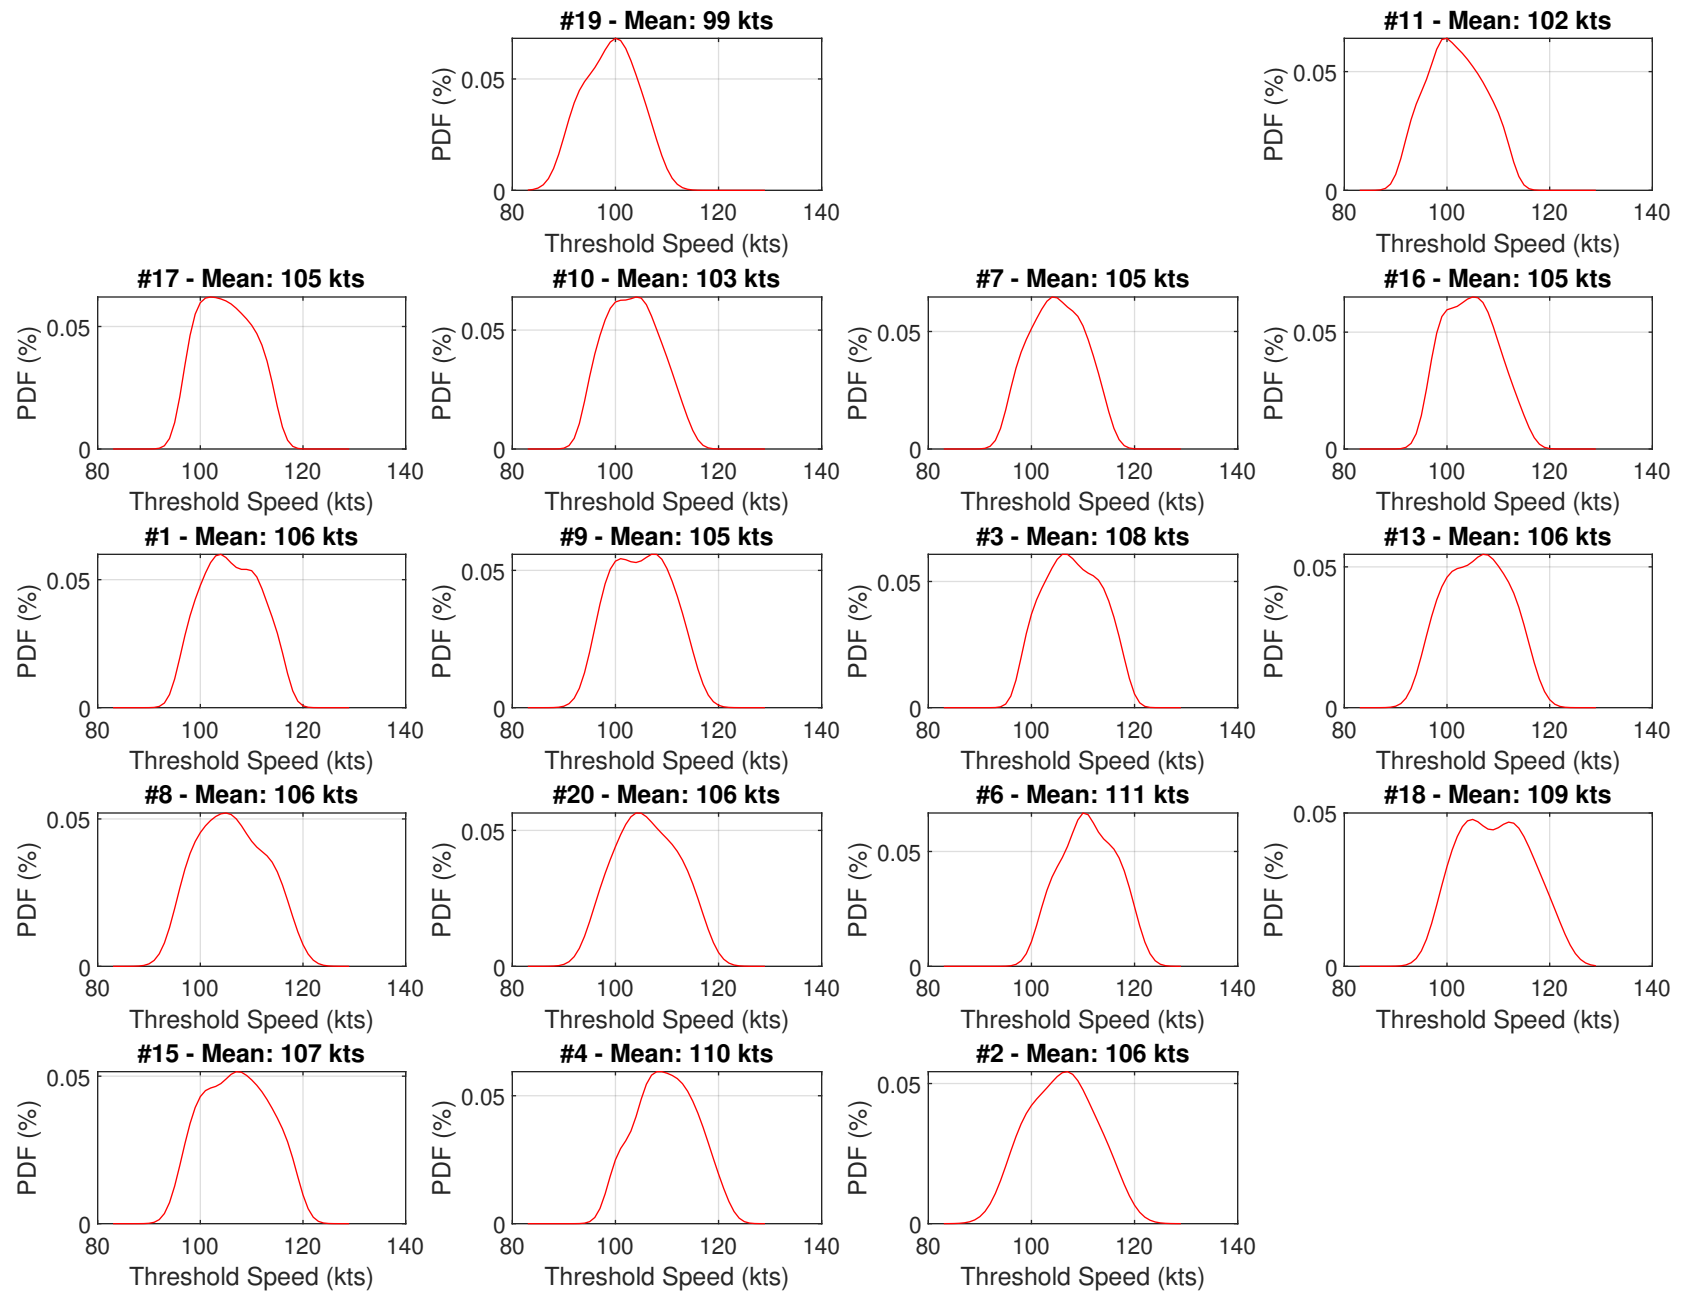 #19 - Mean: 99 kts
PDF (%)
0.05
0
80 100 120 140
Threshold Speed (kts)
#11 - Mean: 102 kts
PDF (%)
0.05
0
80 100 120 140
Threshold Speed (kts)
#17 - Mean: 105 kts
PDF (%)
0.05
0
80 100 120 140
Threshold Speed (kts)
#10 - Mean: 103 kts
PDF (%)
0.05
0
80 100 120 140
Threshold Speed (kts)
#7 - Mean: 105 kts
PDF (%)
0.05
0
80 100 120 140
Threshold Speed (kts)
#16 - Mean: 105 kts
PDF (%)
0.05
0
80 100 120 140
Threshold Speed (kts)
#1 - Mean: 106 kts
PDF (%)
0.05
0
80 100 120 140
Threshold Speed (kts)
#9 - Mean: 105 kts
PDF (%)
0.05
0
80 100 120 140
Threshold Speed (kts)
#3 - Mean: 108 kts
PDF (%)
0.05
0
80 100 120 140
Threshold Speed (kts)
#13 - Mean: 106 kts
PDF (%)
0.05
0
80 100 120 140
Threshold Speed (kts)
#8 - Mean: 106 kts
PDF (%)
0.05
0
80 100 120 140
Threshold Speed (kts)
#20 - Mean: 106 kts
PDF (%)
0.05
0
80 100 120 140
Threshold Speed (kts)
#6 - Mean: 111 kts
PDF (%)
0.05
0
80 100 120 140
Threshold Speed (kts)
#18 - Mean: 109 kts
PDF (%)
0.05
0
80 100 120 140
Threshold Speed (kts)
#15 - Mean: 107 kts
PDF (%)
0.05
0
80 100 120 140
Threshold Speed (kts)
#4 - Mean: 110 kts
PDF (%)
0.05
0
80 100 120 140
Threshold Speed (kts)
#2 - Mean: 106 kts
PDF (%)
0.05
0
80 100 120 140
Threshold Speed (kts)